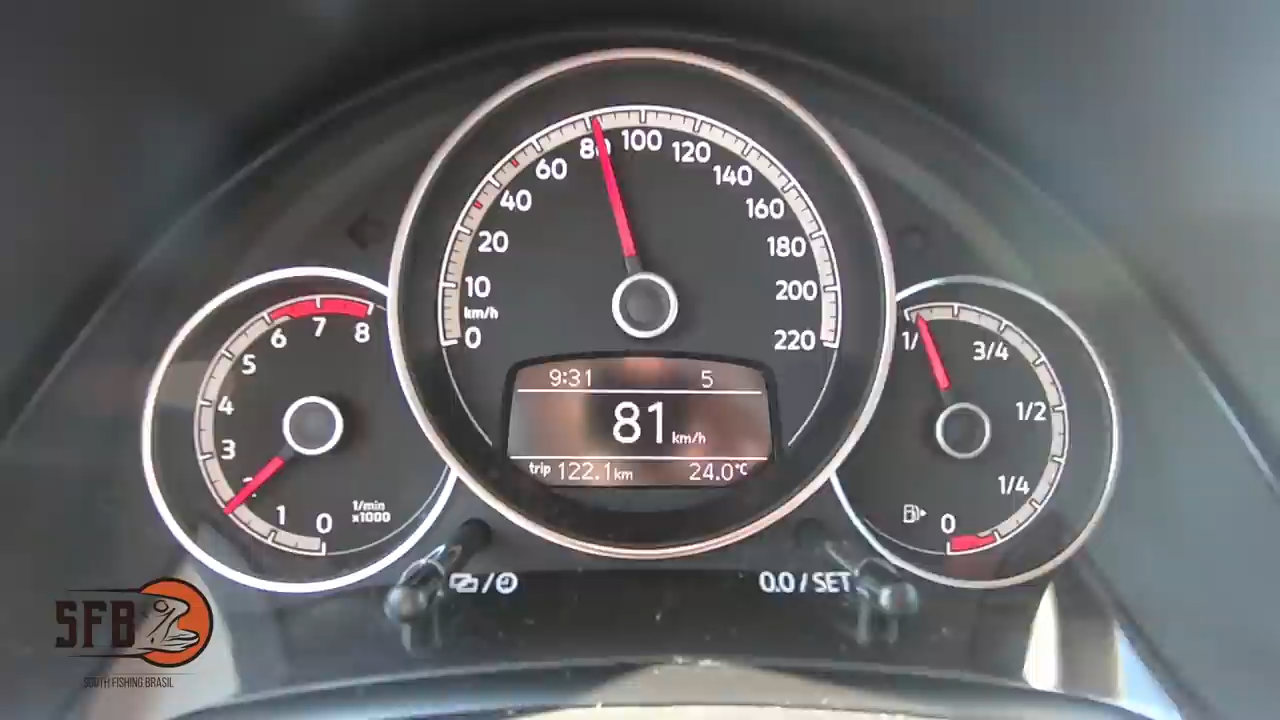 0 km/h 10 20 40 60 80 100 120 140 160 180 200 220
9:31 5
81 km/h
trip 122.1 km 24.0°C
0 1 3 4 5 6 7 8
1/min
x1000
1/ 3/4 1/2 1/4 0
0.0 / SET
SFB
SOUTH FISHING BRASIL